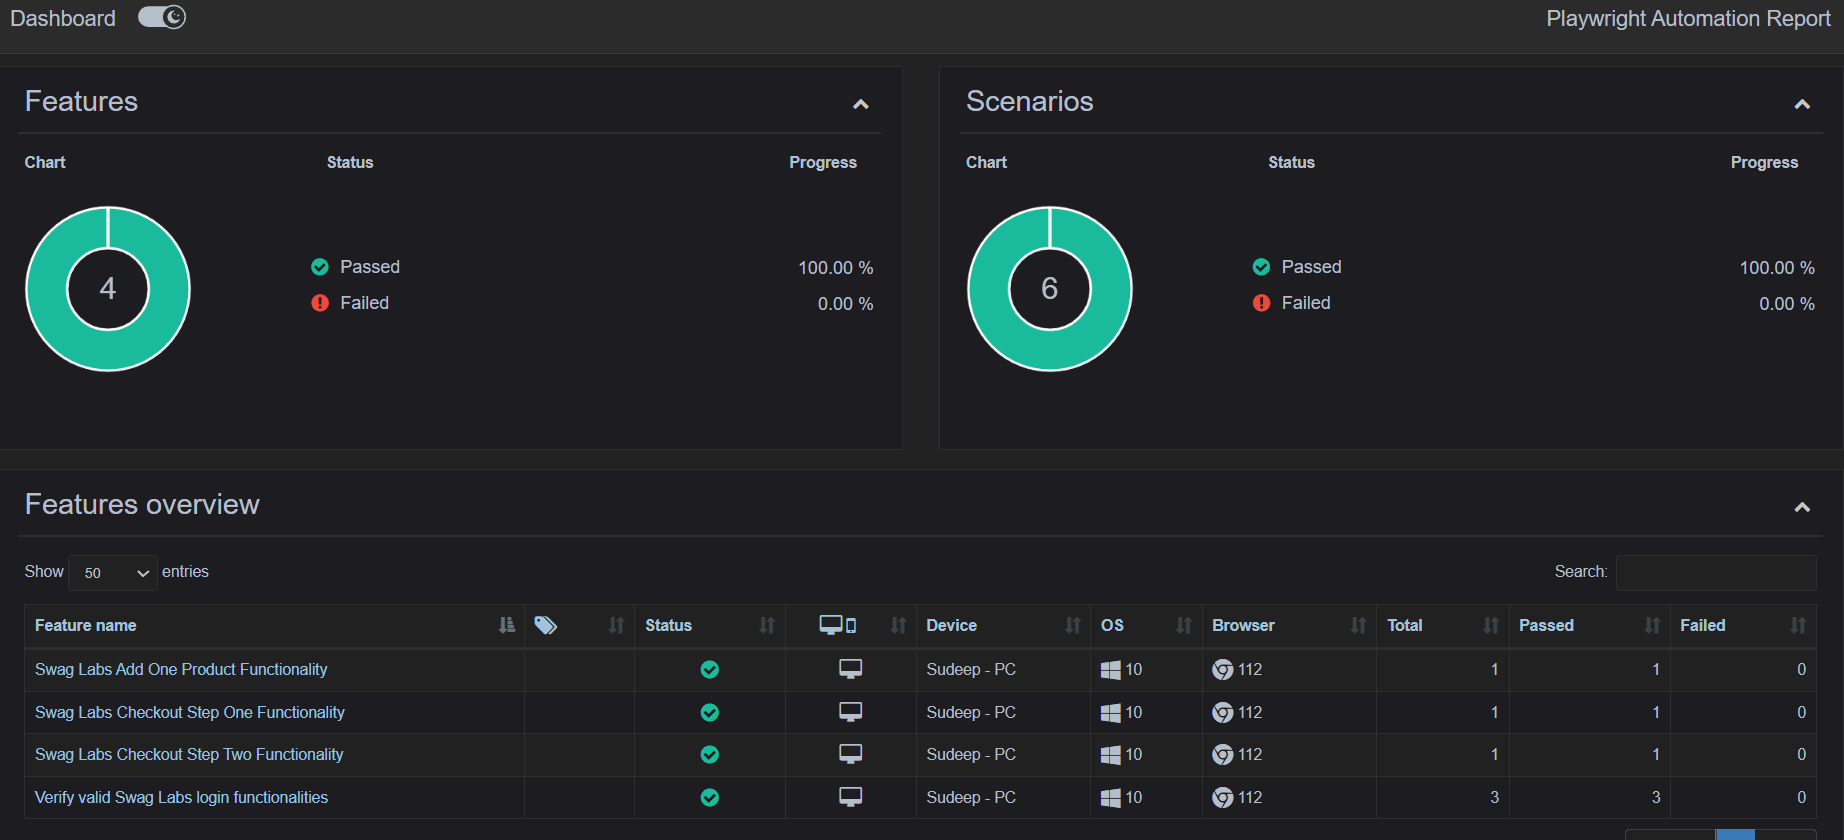 Dashboard
Playwright Automation Report
Features
Chart Status Progress
4
Passed 100.00 %
Failed 0.00 %
Scenarios
Chart Status Progress
6
Passed 100.00 %
Failed 0.00 %
Features overview
Show 50 entries
Search:
Feature name Status Device OS Browser Total Passed Failed
Swag Labs Add One Product Functionality Sudeep - PC 10 112 1 1 0
Swag Labs Checkout Step One Functionality Sudeep - PC 10 112 1 1 0
Swag Labs Checkout Step Two Functionality Sudeep - PC 10 112 1 1 0
Verify valid Swag Labs login functionalities Sudeep - PC 10 112 3 3 0